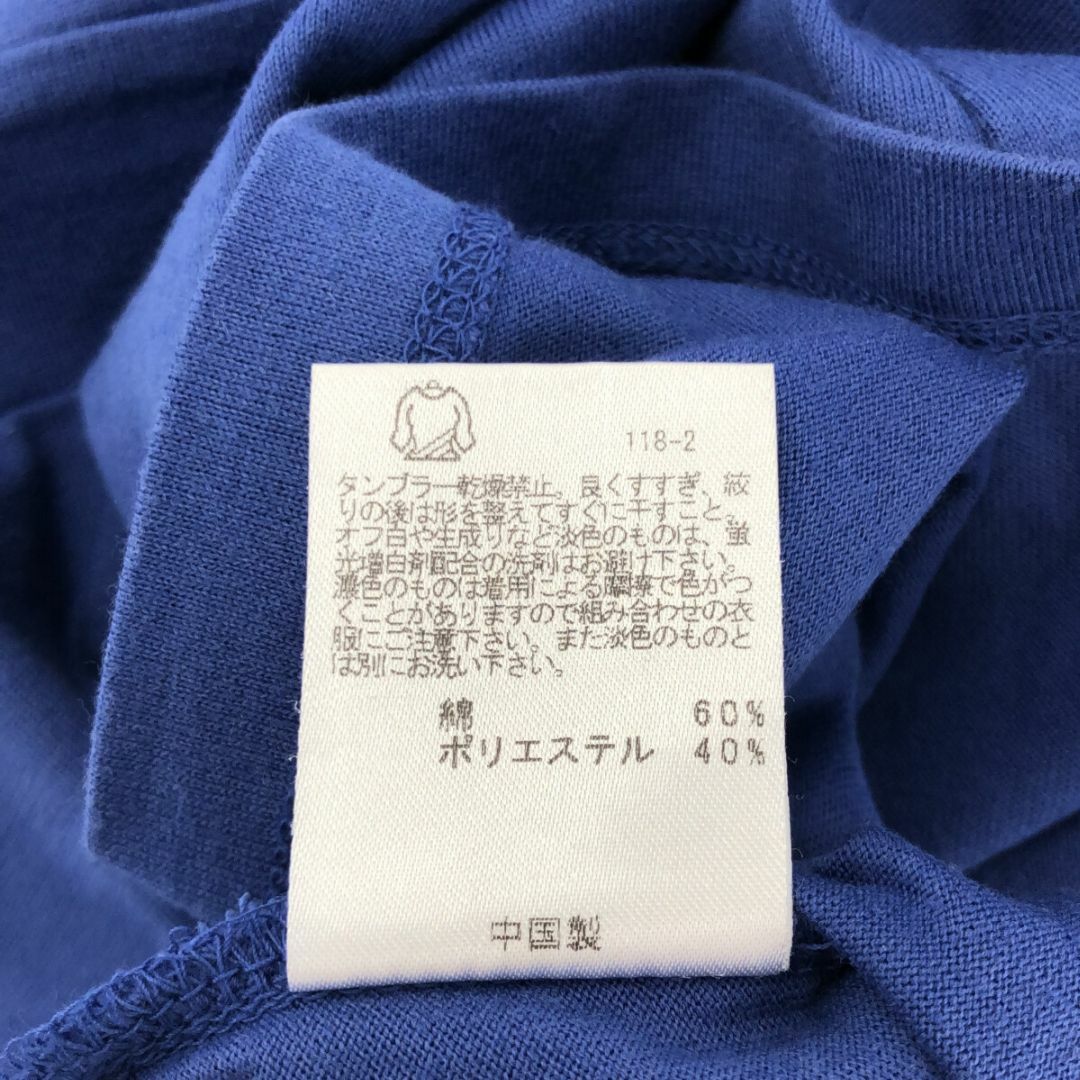 118-2
タンブラー乾燥禁止。良くすすぎ、絞
りの後は形を整えてすぐに干すこと。
オフ白や生成りなど淡色のものは、蛍
光増白剤配合の洗剤はお避け下さい。
濃色のものは着用による摩擦で色がつ
くことがありますので組み合わせの衣
服にご注意下さい。また淡色のものと
は別にお洗い下さい。
綿 60%
ポリエステル 40%
中国製